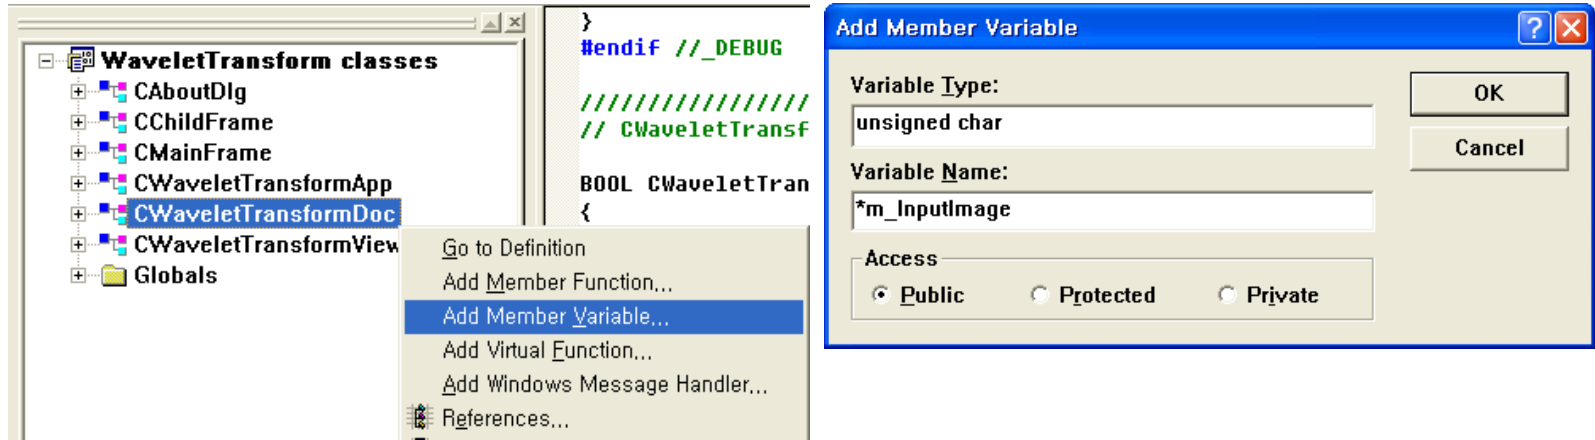 WaveletTransform classes
CAboutDlg
CChildFrame
CMainFrame
CWaveletTransformApp
CWaveletTransformDoc
CWaveletTransformView
Globals
Go to Definition
Add Member Function...
Add Member Variable...
Add Virtual Function...
Add Windows Message Handler...
References...
}
#endif //_DEBUG
/////////////////
// CWaveletTransf
BOOL CWaveletTran
{
Add Member Variable
Variable Type:
unsigned char
Variable Name:
*m_InputImage
Access
Public
Protected
Private
OK
Cancel